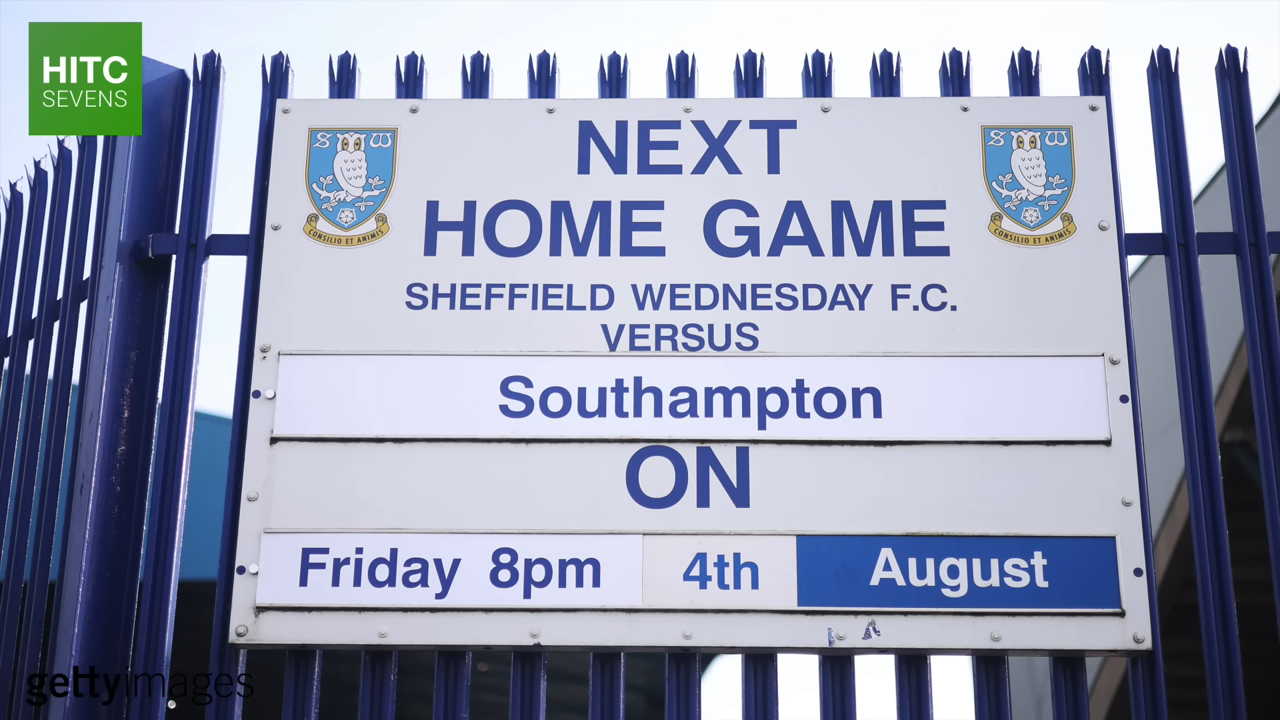 HITC
SEVENS
S W
S W
NEXT
HOME GAME
CONSILIO ET ANIMIS
CONSILIO ET ANIMIS
SHEFFIELD WEDNESDAY F.C.
VERSUS
Southampton
ON
Friday 8pm 4th August
gettyimages